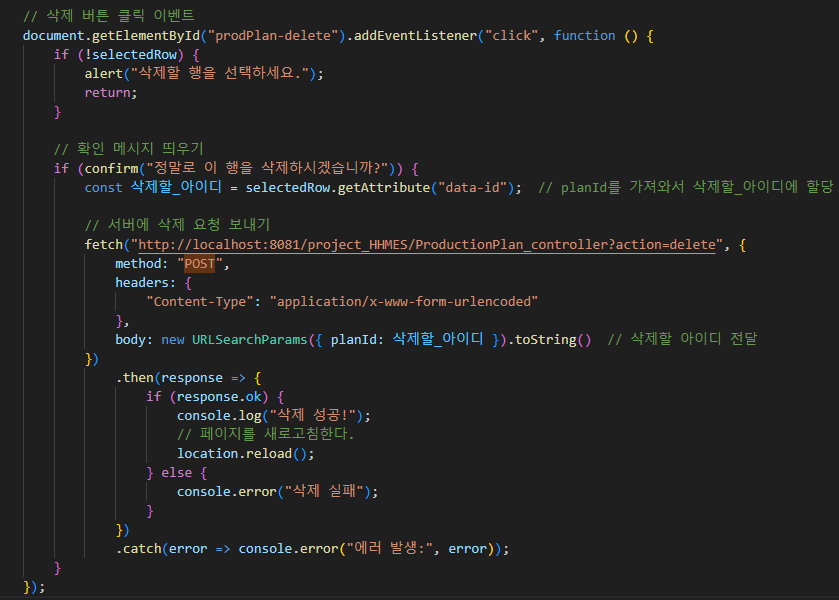 // 삭제 버튼 클릭 이벤트
document.getElementById("prodPlan-delete").addEventListener("click", function () {
if (!selectedRow) {
alert("삭제할 행을 선택하세요.");
return;
}
// 확인 메시지 띄우기
if (confirm("정말로 이 행을 삭제하시겠습니까?")) {
const 삭제할_아이디 = selectedRow.getAttribute("data-id");  // planId를 가져와서 삭제할_아이디에 할당
// 서버에 삭제 요청 보내기
fetch("http://localhost:8081/project_HHMES/ProductionPlan_controller?action=delete", {
method: "POST",
headers: {
"Content-Type": "application/x-www-form-urlencoded"
},
body: new URLSearchParams({ planId: 삭제할_아이디 }).toString()  // 삭제할 아이디 전달
})
.then(response => {
if (response.ok) {
console.log("삭제 성공!");
// 페이지를 새로고침한다.
location.reload();
} else {
console.error("삭제 실패");
}
})
.catch(error => console.error("에러 발생:", error));
}
});